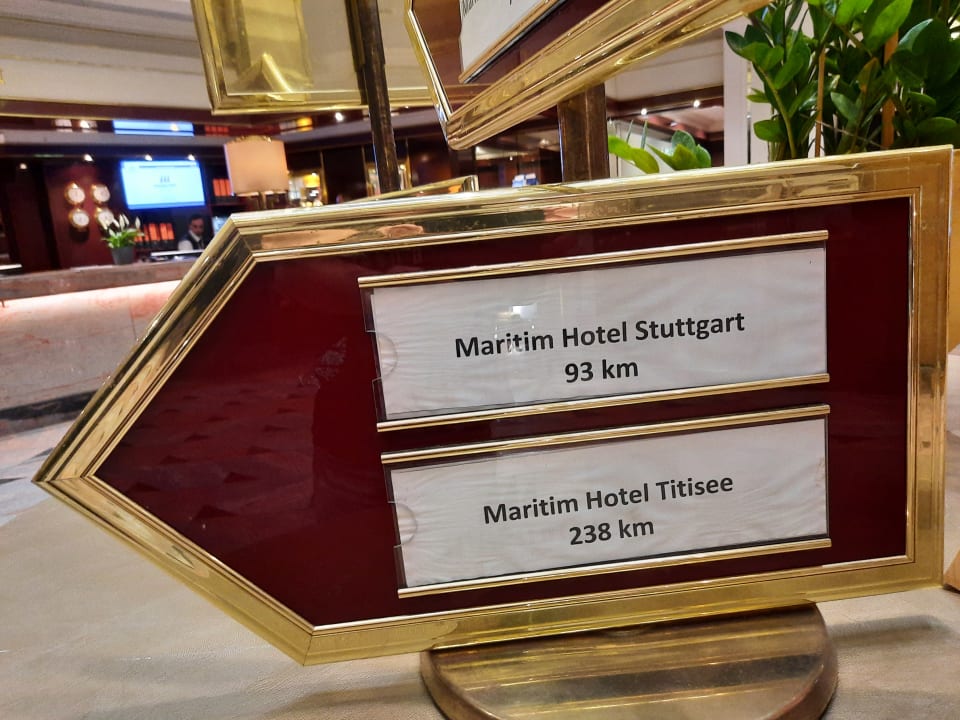 Maritim Hotel Stuttgart
93 km
Maritim Hotel Titisee
238 km